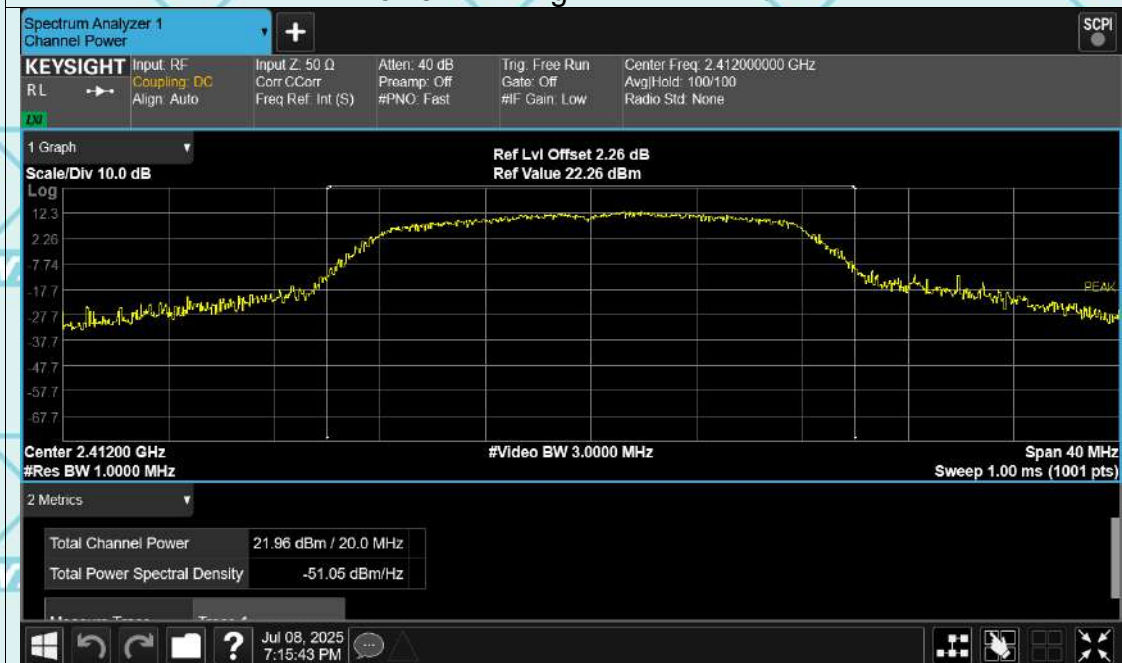 Spectrum Analyzer 1
Channel Power
+
SCPI
KEYSIGHT
RL
LXI
Input: RF
Coupling: DC
Align: Auto
Input Z: 50 Ω
Corr CCorr
Freq Ref: Int (S)
Atten: 40 dB
Preamp: Off
#PNO: Fast
Trig: Free Run
Gate: Off
#IF Gain: Low
Center Freq: 2.412000000 GHz
Avg|Hold: 100/100
Radio Std: None
1 Graph
Scale/Div 10.0 dB
Ref Lvl Offset 2.26 dB
Ref Value 22.26 dBm
Log
12.3
2.26
-7.74
-17.7
-27.7
-37.7
-47.7
-57.7
-67.7
PEAK
Center 2.41200 GHz
#Res BW 1.0000 MHz
#Video BW 3.0000 MHz
Span 40 MHz
Sweep 1.00 ms (1001 pts)
2 Metrics
Total Channel Power 21.96 dBm / 20.0 MHz
Total Power Spectral Density -51.05 dBm/Hz
?
Jul 08, 2025
7:15:43 PM